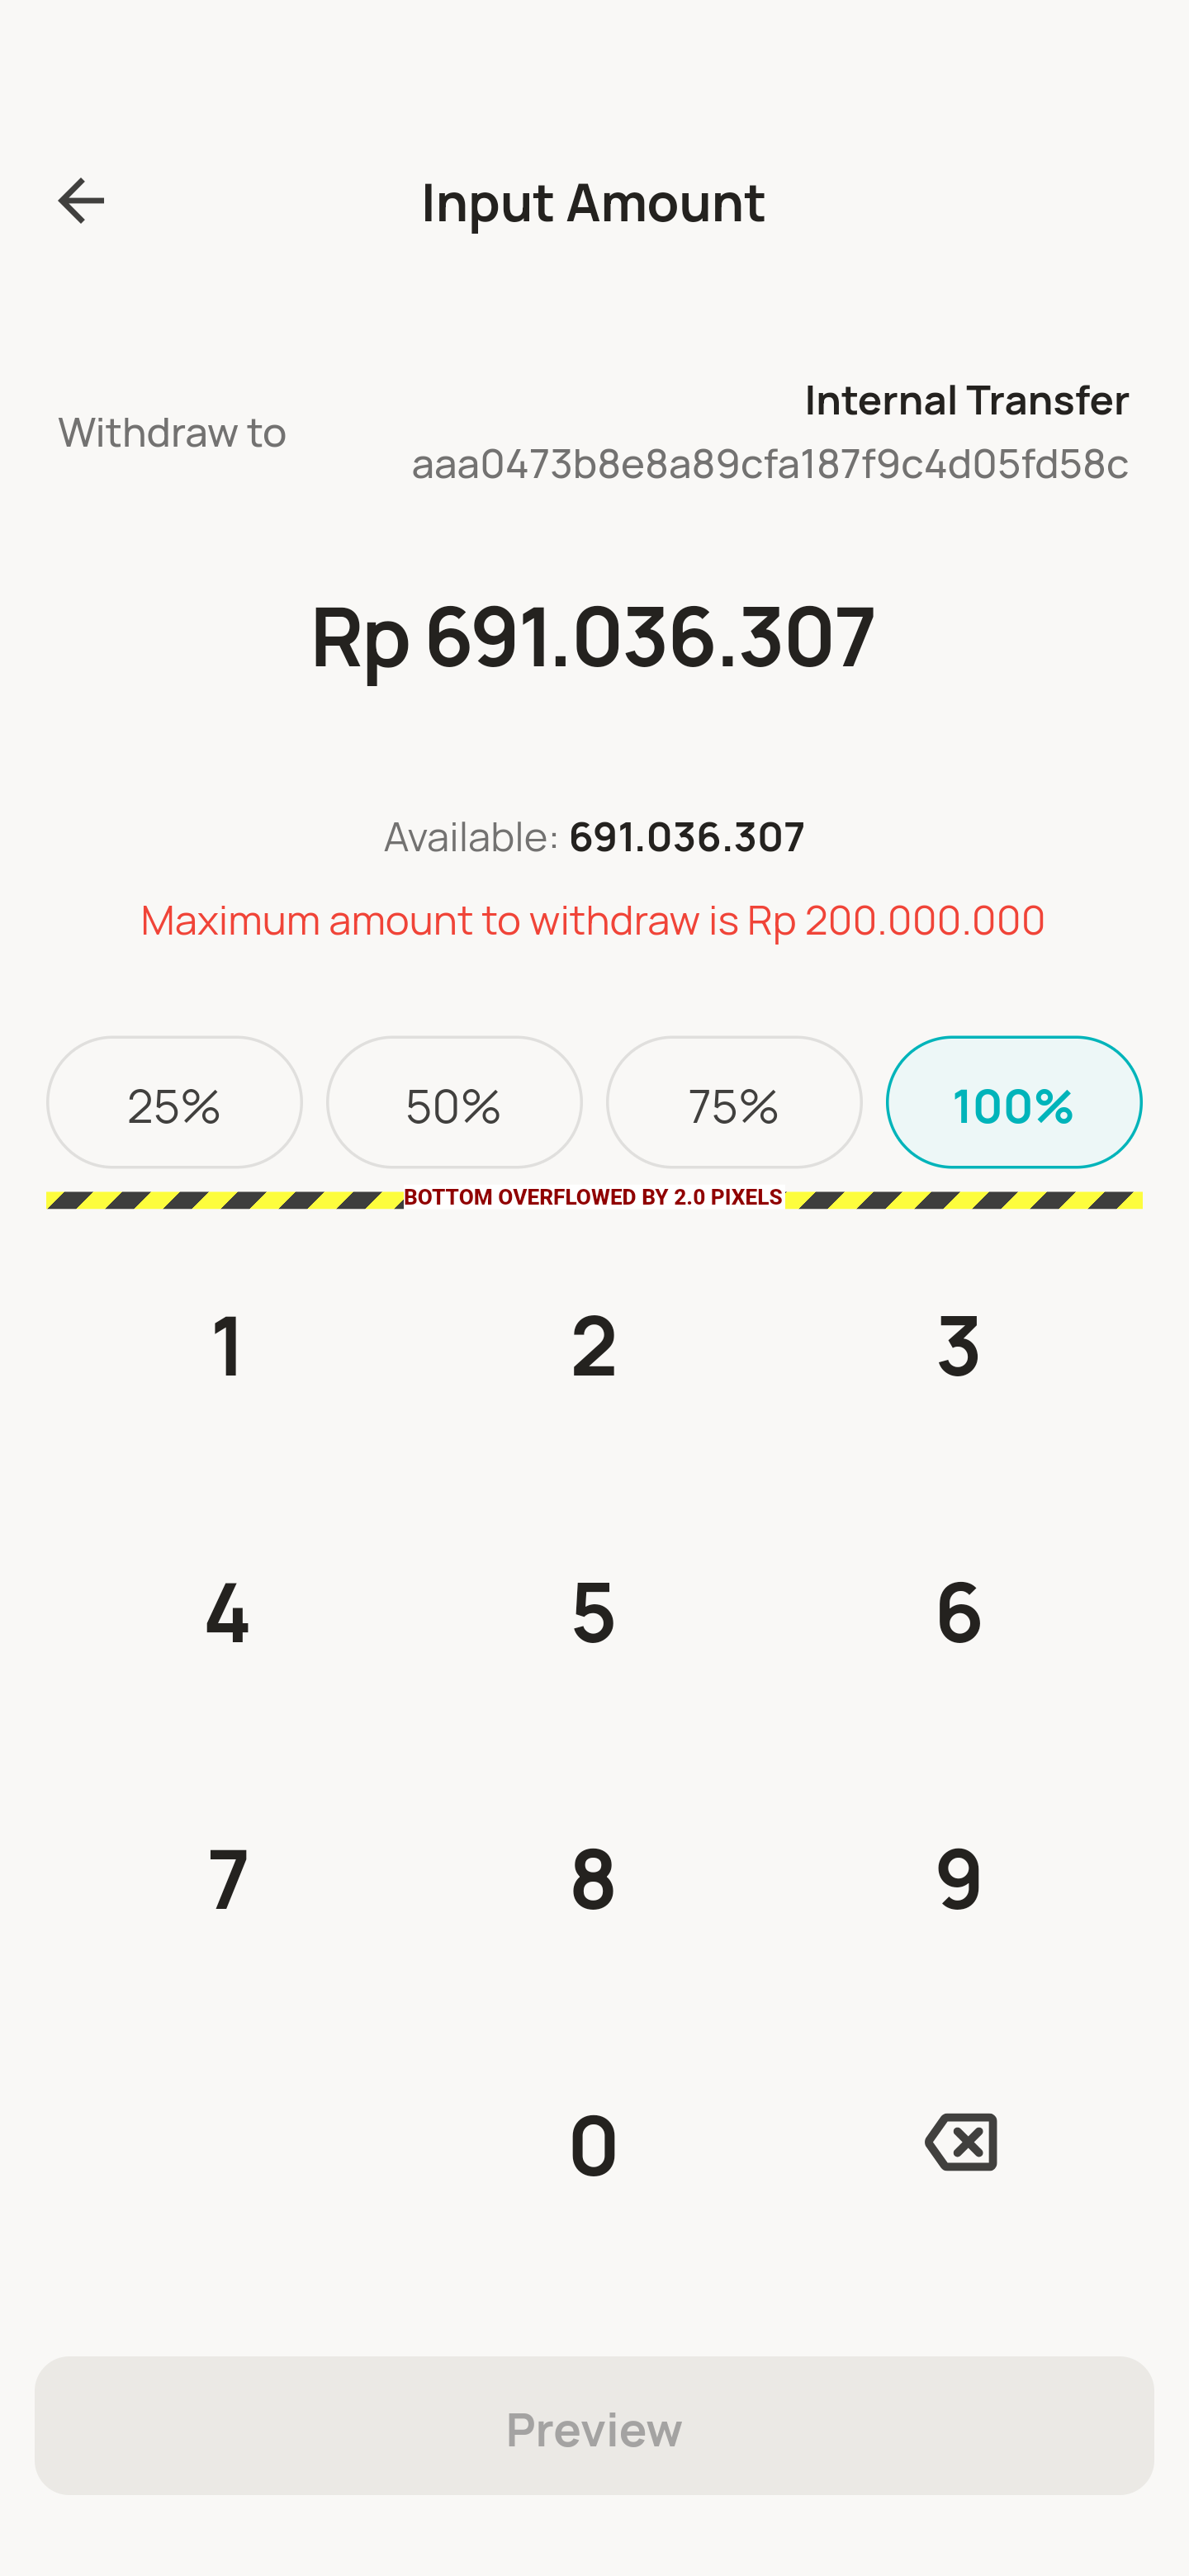 Input Amount
Internal Transfer
Withdraw to
aaa0473b8e8a89cfa187f9c4d05fd58c
Rp 691.036.307
Available: 691.036.307
Maximum amount to withdraw is Rp 200.000.000
25% 50% 75% 100%
BOTTOM OVERFLOWED BY 2.0 PIXELS
1 2 3
4 5 6
7 8 9
0
Preview